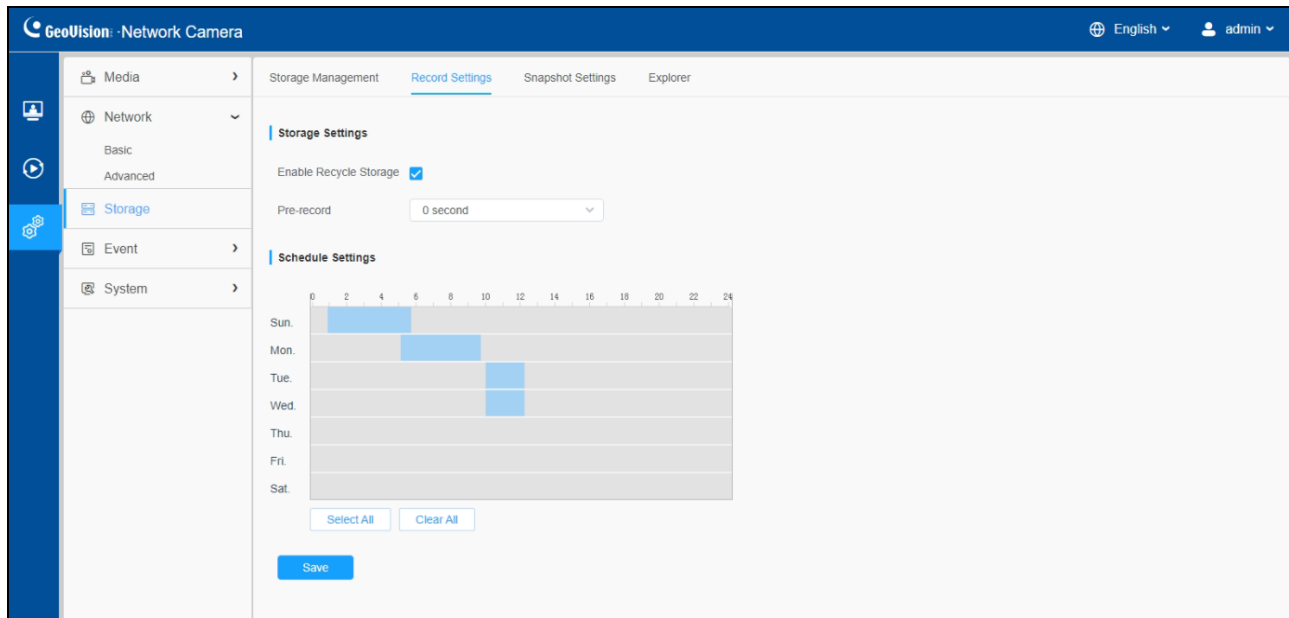 GeoVision ·Network Camera
English
admin
Media
Network
Basic
Advanced
Storage
Event
System
Storage Management Record Settings Snapshot Settings Explorer
Storage Settings
Enable Recycle Storage
Pre-record 0 second
Schedule Settings
0 2 4 6 8 10 12 14 16 18 20 22 24
Sun.
Mon.
Tue.
Wed.
Thu.
Fri.
Sat.
Select All Clear All
Save